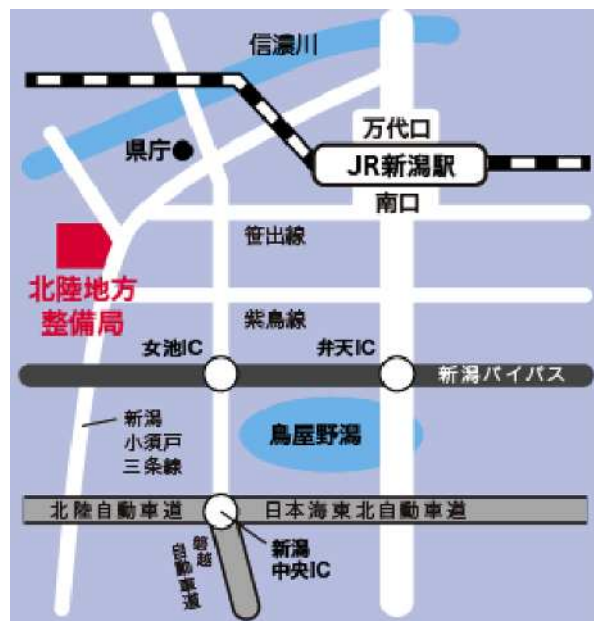 信濃川
万代口
県庁
JR新潟駅
南口
笹出線
北陸地方
整備局
紫鳥線
女池IC
弁天IC
新潟バイパス
新潟
小須戸
三条線
鳥屋野潟
北陸自動車道
日本海東北自動車道
新潟
中央IC
磐越
自動車道